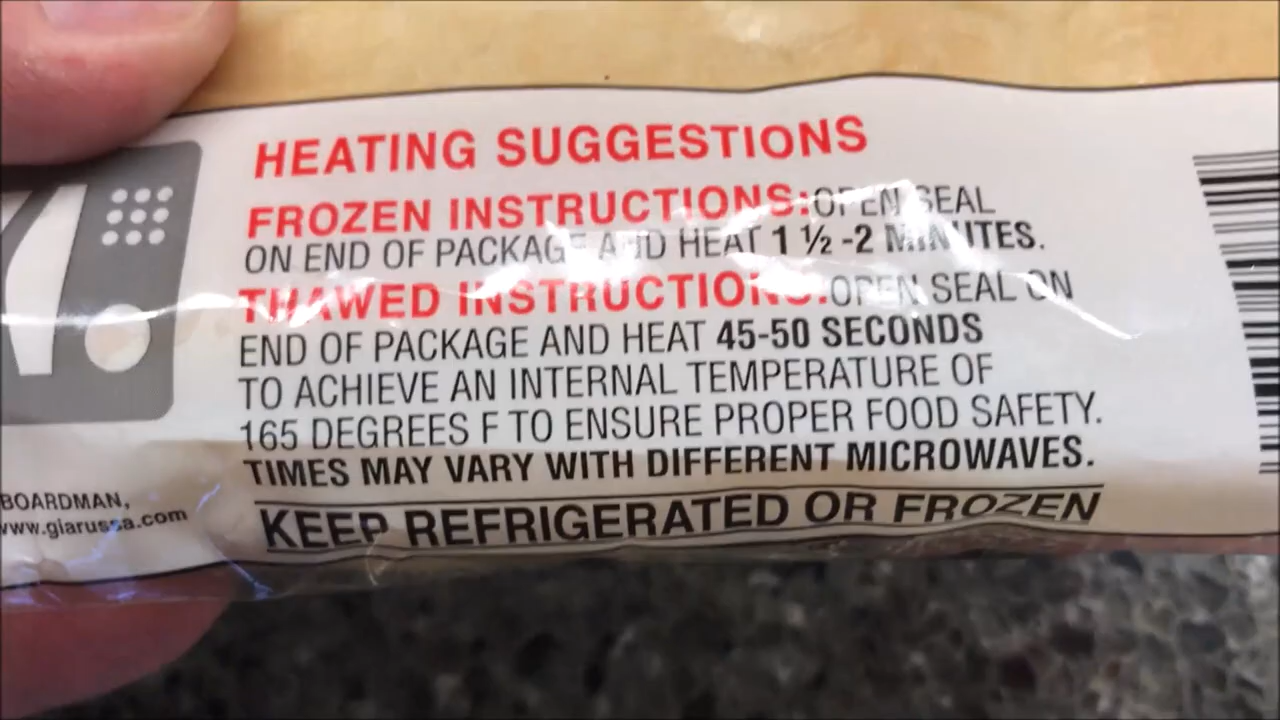 HEATING SUGGESTIONS
FROZEN INSTRUCTIONS:OPEN SEAL
ON END OF PACKAGE AND HEAT 1 ½ -2 MINUTES.
THAWED INSTRUCTIONS:OPEN SEAL ON
END OF PACKAGE AND HEAT 45-50 SECONDS
TO ACHIEVE AN INTERNAL TEMPERATURE OF
165 DEGREES F TO ENSURE PROPER FOOD SAFETY.
TIMES MAY VARY WITH DIFFERENT MICROWAVES.
KEEP REFRIGERATED OR FROZEN
BOARDMAN,
www.giarussa.com